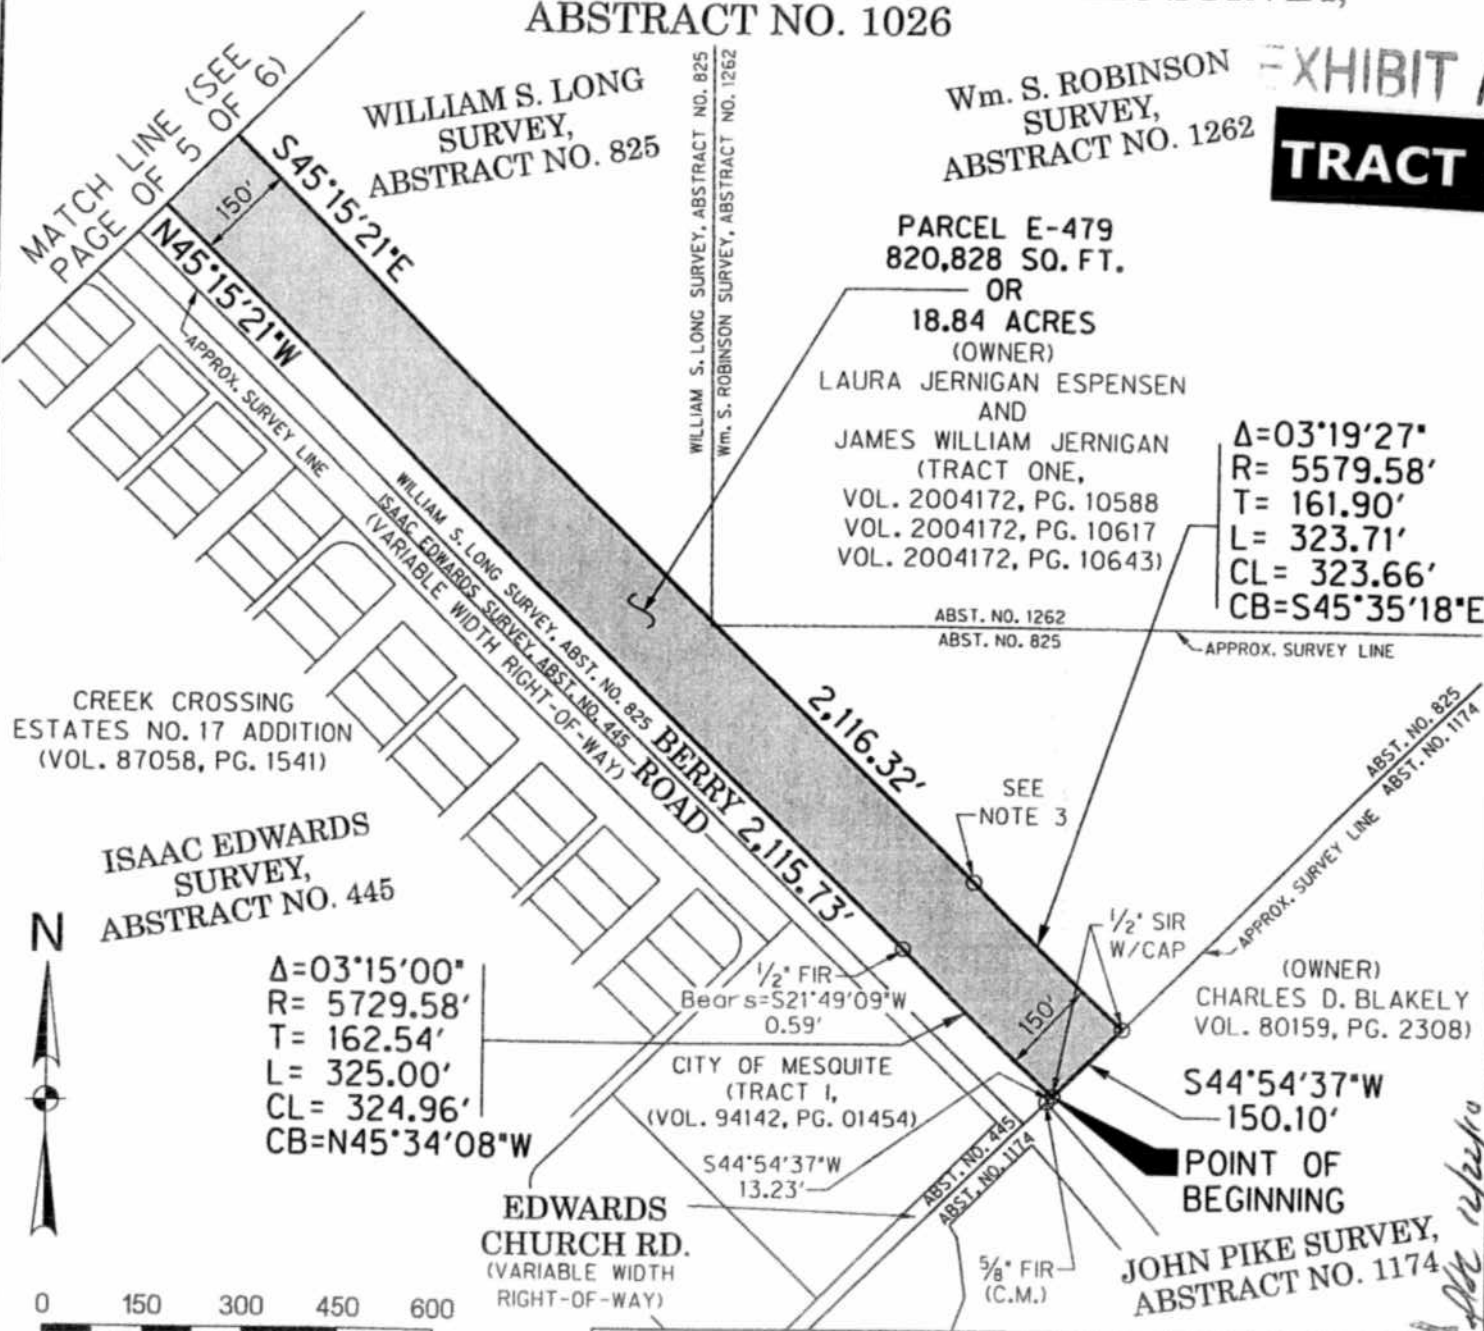 ABSTRACT NO. 1026
MATCH LINE (SEE
PAGE OF 5 OF 6)
WILLIAM S. LONG
SURVEY,
ABSTRACT NO. 825
WILLIAM S. LONG SURVEY, ABSTRACT NO. 825
Wm. S. ROBINSON SURVEY, ABSTRACT NO. 1262
Wm. S. ROBINSON
SURVEY,
ABSTRACT NO. 1262
EXHIBIT
TRACT
S45°15'21"E
150'
N45°15'21"W
APPROX. SURVEY LINE
PARCEL E-479
820,828 SQ. FT.
OR
18.84 ACRES
(OWNER)
LAURA JERNIGAN ESPENSEN
AND
JAMES WILLIAM JERNIGAN
(TRACT ONE,
VOL. 2004172, PG. 10588
VOL. 2004172, PG. 10617
VOL. 2004172, PG. 10643)
Δ=03°19'27"
R= 5579.58'
T= 161.90'
L= 323.71'
CL= 323.66'
CB=S45°35'18"E
ABST. NO. 1262
ABST. NO. 825
APPROX. SURVEY LINE
WILLIAM S. LONG SURVEY, ABST. NO. 825
ISAAC EDWARDS SURVEY, ABST. NO. 445
(VARIABLE WIDTH RIGHT-OF-WAY)
BERRY
ROAD
2,116.32'
2,115.73'
CREEK CROSSING
ESTATES NO. 17 ADDITION
(VOL. 87058, PG. 1541)
ISAAC EDWARDS
SURVEY,
ABSTRACT NO. 445
SEE
NOTE 3
ABST. NO. 825
ABST. NO. 1174
APPROX. SURVEY LINE
1/2" SIR
W/CAP
(OWNER)
CHARLES D. BLAKELY
VOL. 80159, PG. 2308)
N
Δ=03°15'00"
R= 5729.58'
T= 162.54'
L= 325.00'
CL= 324.96'
CB=N45°34'08"W
1/2" FIR
Bears=S21°49'09"W
0.59'
150'
CITY OF MESQUITE
(TRACT 1,
(VOL. 94142, PG. 01454)
S44°54'37"W
150.10'
S44°54'37"W
13.23'
ABST. NO. 445
ABST. NO. 1174
POINT OF
BEGINNING
EDWARDS
CHURCH RD.
(VARIABLE WIDTH
RIGHT-OF-WAY)
5/8" FIR
(C.M.)
JOHN PIKE SURVEY,
ABSTRACT NO. 1174
12/22/10
0 150 300 450 600